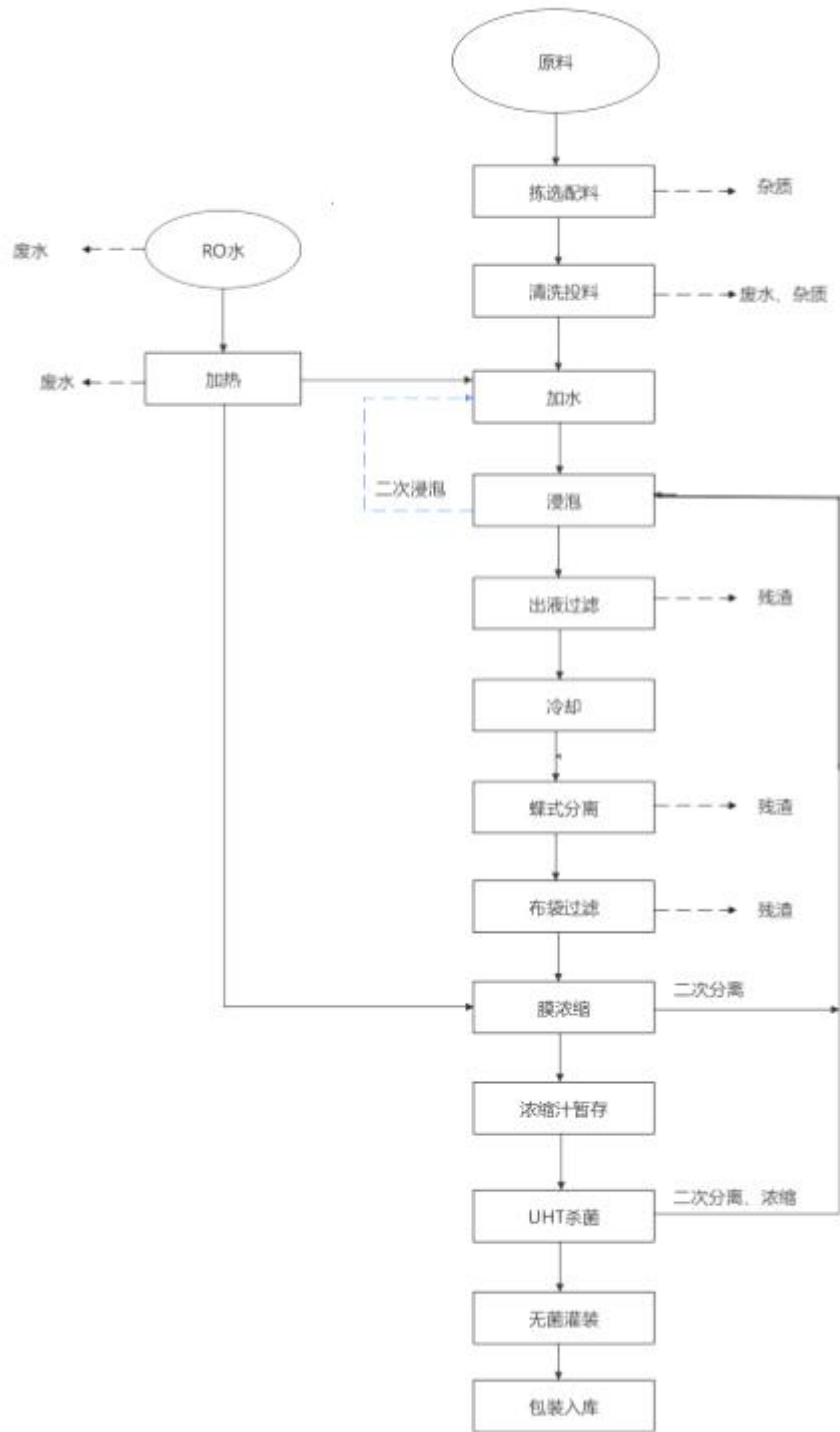 原料
拣选配料
杂质
废水
RO水
清洗投料
废水、杂质
废水
加热
加水
二次浸泡
浸泡
出液过滤
残渣
冷却
蝶式分离
残渣
布袋过滤
残渣
膜浓缩
二次分离
浓缩汁暂存
UHT杀菌
二次分离、浓缩
无菌灌装
包装入库